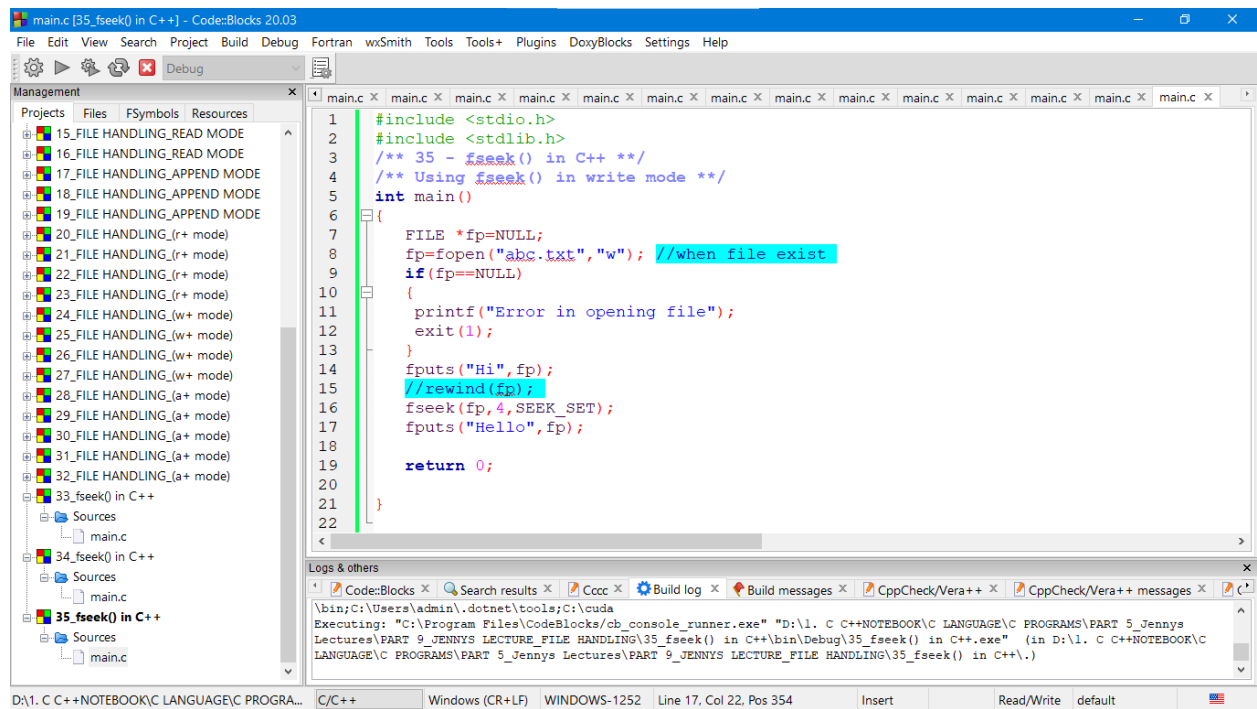 main.c [35_fseek() in C++] - Code::Blocks 20.03
File Edit View Search Project Build Debug Fortran wxSmith Tools Tools+ Plugins DoxyBlocks Settings Help
Debug
Management
Projects Files FSymbols Resources
15_FILE HANDLING_READ MODE
16_FILE HANDLING_READ MODE
17_FILE HANDLING_APPEND MODE
18_FILE HANDLING_APPEND MODE
19_FILE HANDLING_APPEND MODE
20_FILE HANDLING_(r+ mode)
21_FILE HANDLING_(r+ mode)
22_FILE HANDLING_(r+ mode)
23_FILE HANDLING_(r+ mode)
24_FILE HANDLING_(w+ mode)
25_FILE HANDLING_(w+ mode)
26_FILE HANDLING_(w+ mode)
27_FILE HANDLING_(w+ mode)
28_FILE HANDLING_(a+ mode)
29_FILE HANDLING_(a+ mode)
30_FILE HANDLING_(a+ mode)
31_FILE HANDLING_(a+ mode)
32_FILE HANDLING_(a+ mode)
33_fseek() in C++
Sources
main.c
34_fseek() in C++
Sources
main.c
35_fseek() in C++
Sources
main.c
main.c main.c main.c main.c main.c main.c main.c main.c main.c main.c main.c main.c main.c main.c
1 #include <stdio.h>
2 #include <stdlib.h>
3 /** 35 - fseek() in C++ **/
4 /** Using fseek() in write mode **/
5 int main()
6 {
7 FILE *fp=NULL;
8 fp=fopen("abc.txt","w"); //when file exist
9 if(fp==NULL)
10 {
11 printf("Error in opening file");
12 exit(1);
13 }
14 fputs("Hi",fp);
15 //rewind(fp);
16 fseek(fp,4,SEEK_SET);
17 fputs("Hello",fp);
18
19 return 0;
20
21 }
22
Logs & others
Code::Blocks Search results Cccc Build log Build messages CppCheck/Vera++ CppCheck/Vera++ messages
\bin;C:\Users\admin\.dotnet\tools;C:\cuda
Executing: "C:\Program Files\CodeBlocks/cb_console_runner.exe" "D:\1. C C++NOTEBOOK\C LANGUAGE\C PROGRAMS\PART 5_Jennys
Lectures\PART 9_JENNYS LECTURE_FILE HANDLING\35_fseek() in C++\bin\Debug\35_fseek() in C++.exe" (in D:\1. C C++NOTEBOOK\C
LANGUAGE\C PROGRAMS\PART 5_Jennys Lectures\PART 9_JENNYS LECTURE_FILE HANDLING\35_fseek() in C++\.)
D:\1. C C++NOTEBOOK\C LANGUAGE\C PROGRA... C/C++ Windows (CR+LF) WINDOWS-1252 Line 17, Col 22, Pos 354 Insert Read/Write default